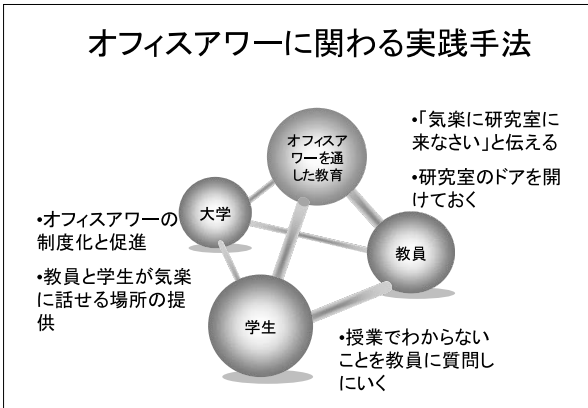 オフィスアワーに関わる実践手法
オフィスア
ワーを通
した教育
•「気楽に研究室に
来なさい」と伝える
•研究室のドアを開
けておく
大学
•オフィスアワーの
制度化と促進
•教員と学生が気楽
に話せる場所の提
供
教員
学生
•授業でわからない
ことを教員に質問し
にいく